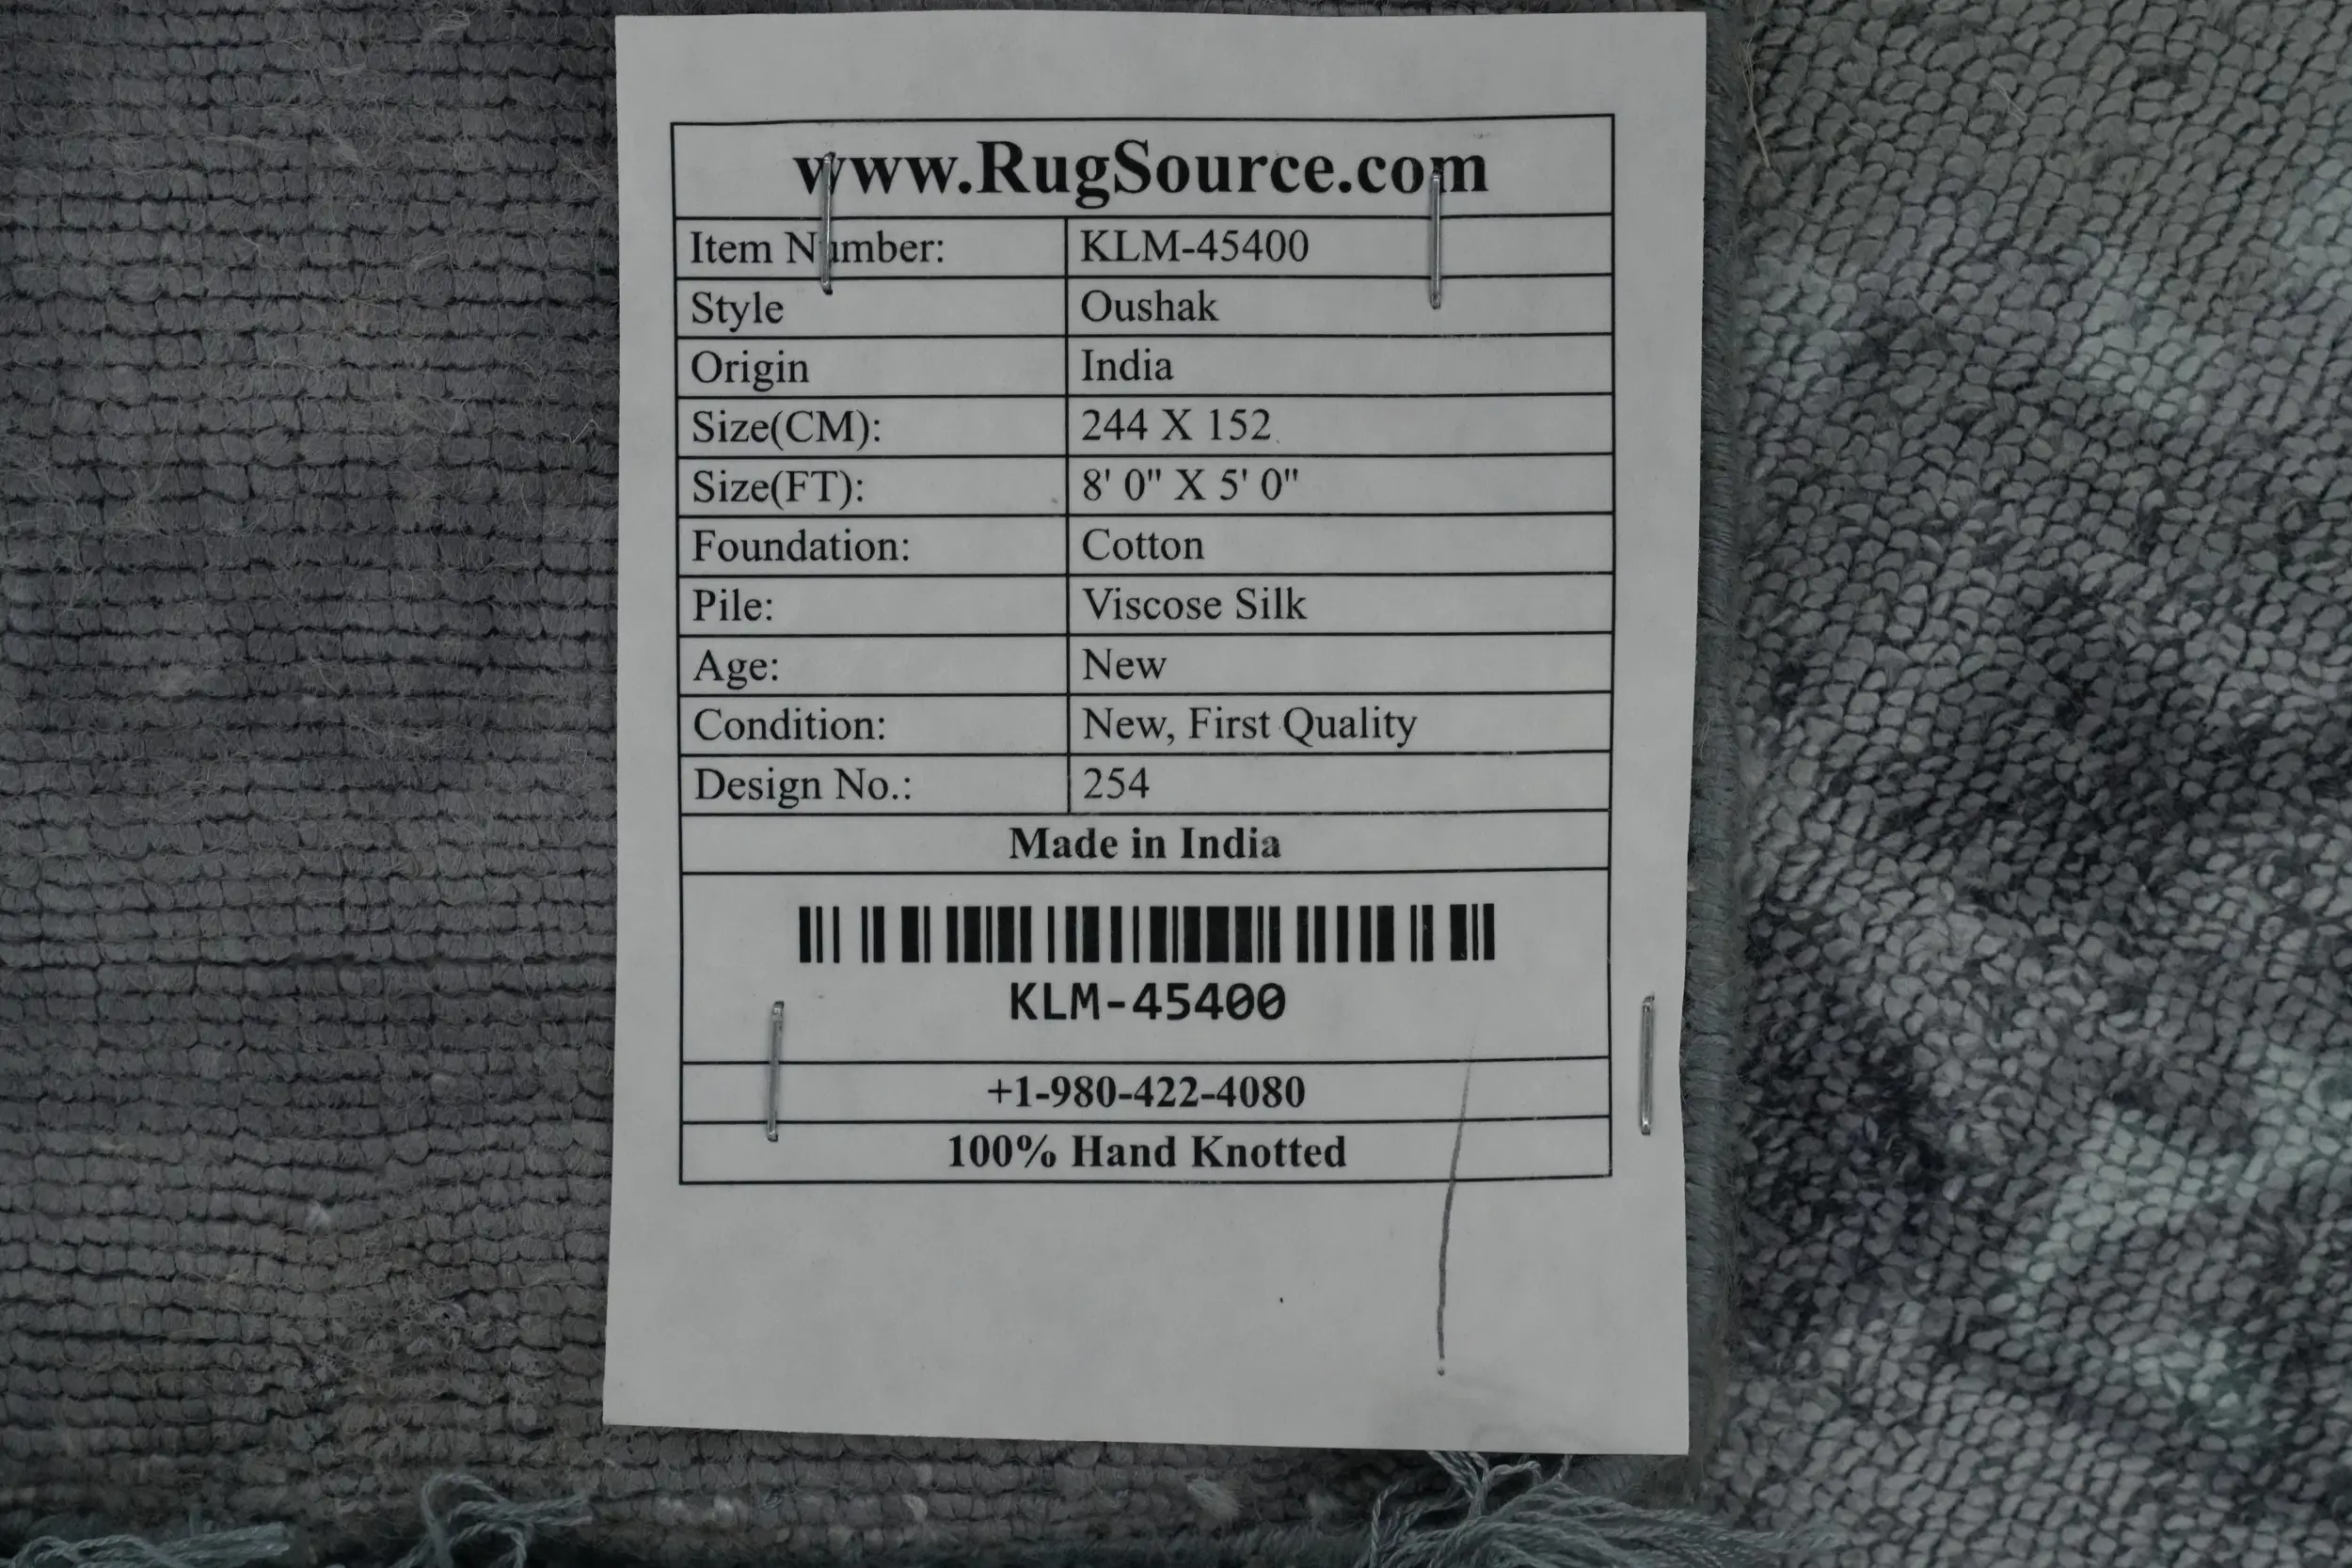 www.RugSource.com
Item Number: KLM-45400
Style Oushak
Origin India
Size(CM): 244 X 152
Size(FT): 8' 0" X 5' 0"
Foundation: Cotton
Pile: Viscose Silk
Age: New
Condition: New, First Quality
Design No.: 254
Made in India
KLM-45400
+1-980-422-4080
100% Hand Knotted